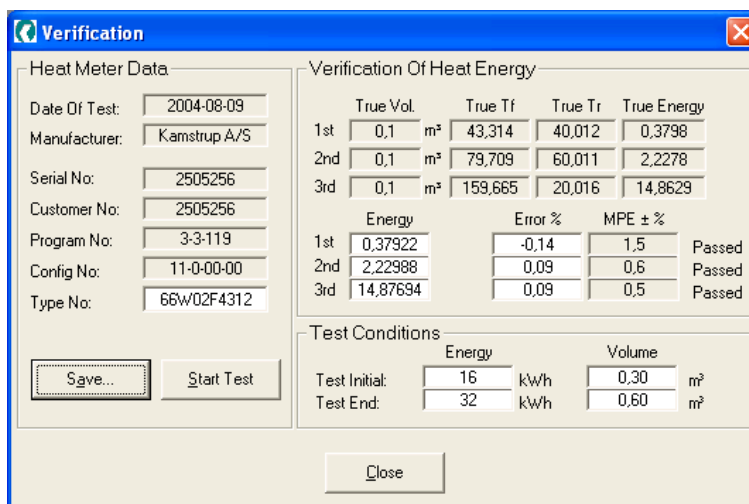 Verification
Heat Meter Data
Date Of Test: 2004-08-09
Manufacturer: Kamstrup A/S
Serial No: 2505256
Customer No: 2505256
Program No: 3-3-119
Config No: 11-0-00-00
Type No: 66W02F4312
Save...
Start Test
Verification Of Heat Energy
True Vol. True Tf True Tr True Energy
1st 0,1 m³ 43,314 40,012 0,3798
2nd 0,1 m³ 79,709 60,011 2,2278
3rd 0,1 m³ 159,665 20,016 14,8629
Energy Error % MPE ± %
1st 0,37922 -0,14 1,5 Passed
2nd 2,22988 0,09 0,6 Passed
3rd 14,87694 0,09 0,5 Passed
Test Conditions
Energy Volume
Test Initial: 16 kWh 0,30 m³
Test End: 32 kWh 0,60 m³
Close